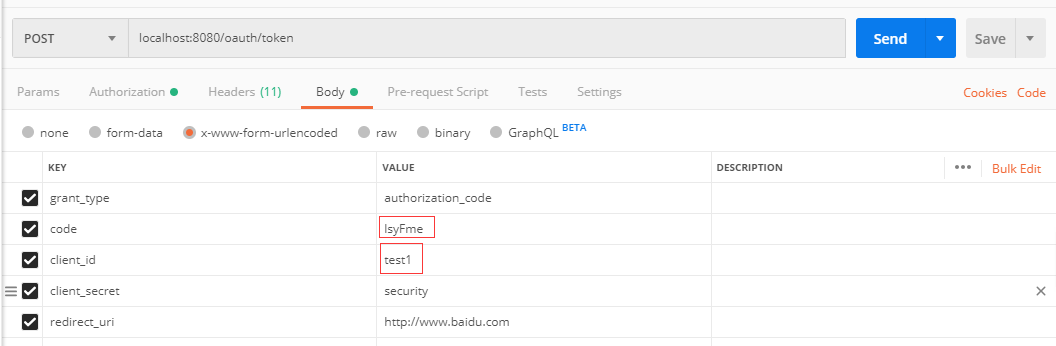 POST localhost:8080/oauth/token Send Save
Params Authorization Headers (11) Body Pre-request Script Tests Settings Cookies Code
none form-data x-www-form-urlencoded raw binary GraphQL BETA
KEY VALUE DESCRIPTION ••• Bulk Edit
grant_type authorization_code
code lsyFme
client_id test1
client_secret security
redirect_uri http://www.baidu.com